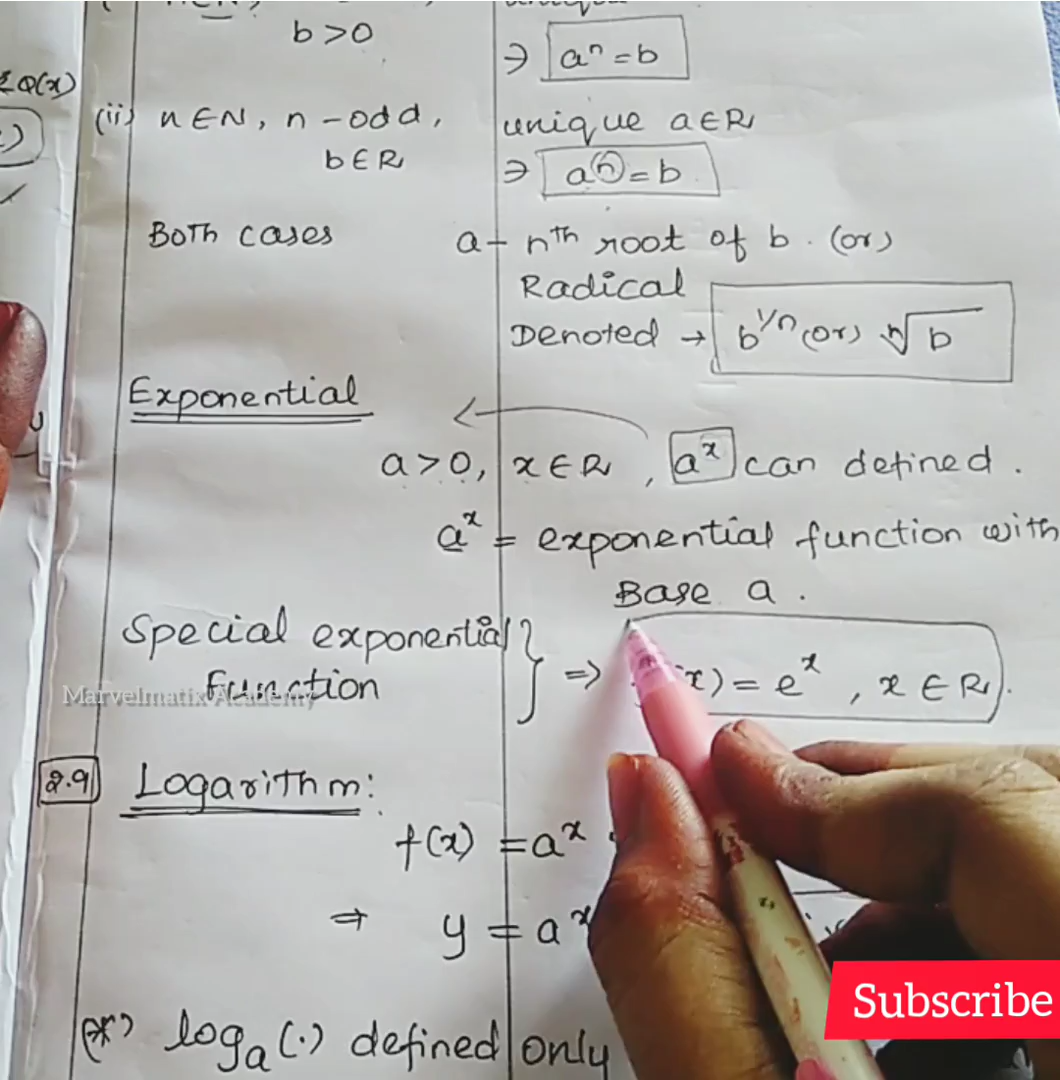 b>0
⇒ aⁿ = b
Q(x)
(ii) n∈N, n - odd, unique a∈R
b∈R ⇒ aⁿ = b
Both cases a - nth root of b. (or)
Radical
Denoted → b^1/n (or) ⁿ√b
Exponential
a>0, x∈R, aˣ can defined.
aˣ = exponential function with
Base a.
Special exponential
function ⇒ (x) = eˣ, x∈R.
Marvelmatix Academy
2.9 Logarithm:
f(x) = aˣ
⇒ y = aˣ
Subscribe
(*) logₐ(.) defined only